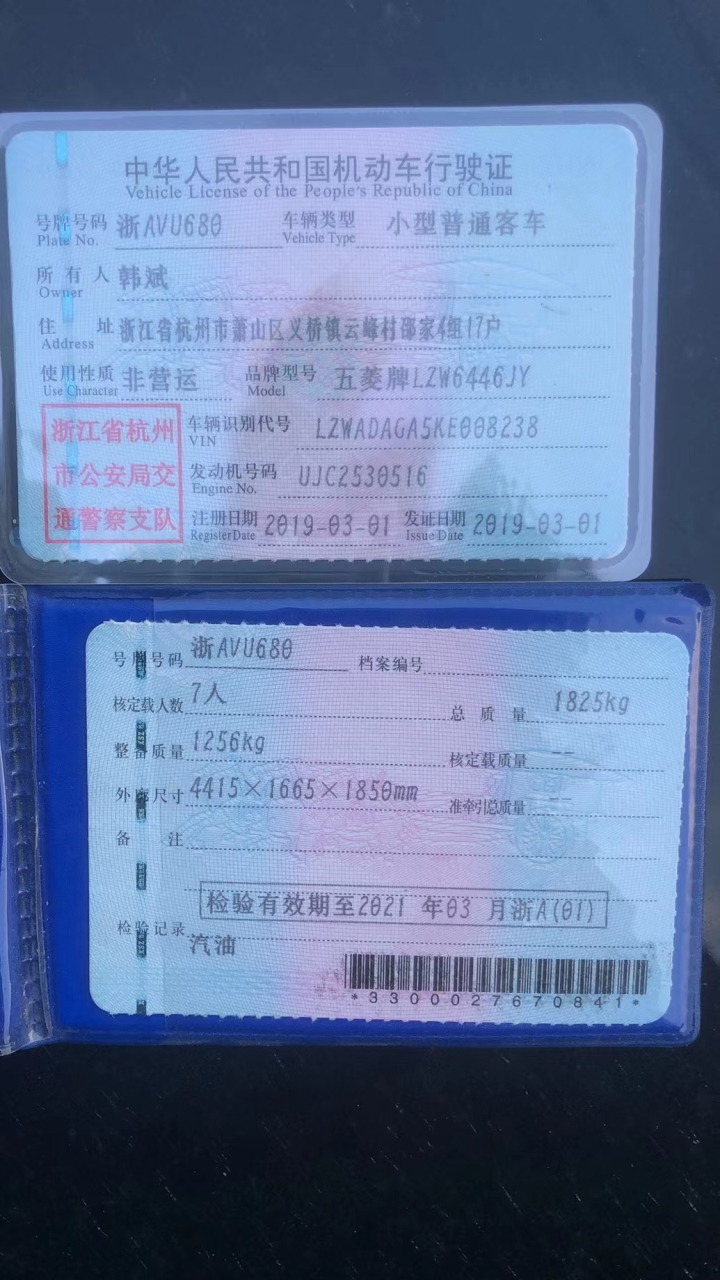 中华人民共和国机动车行驶证
Vehicle License of the People's Republic of China
号牌号码 浙AVU680 车辆类型 小型普通客车
Plate No. Vehicle Type
所有人 韩斌
Owner
住址 浙江省杭州市萧山区义桥镇云峰村邵家4组17户
Address
使用性质 非营运 品牌型号 五菱牌LZW6446JY
Use Character Model
浙江省杭州
市公安局交
通警察支队
车辆识别代号 LZWADAGA5KE008238
VIN
发动机号码 UJC2530516
Engine No.
注册日期 2019-03-01 发证日期 2019-03-01
Register Date Issue Date
号牌号码 浙AVU680 档案编号
核定载人数 7人 总质量 1825kg
整备质量 1256kg 核定载质量 --
外廓尺寸 4415×1665×1850mm 准牵引总质量 --
备注
检验有效期至2021 年03 月浙A(01)
检验记录
汽油
*3300027670841*